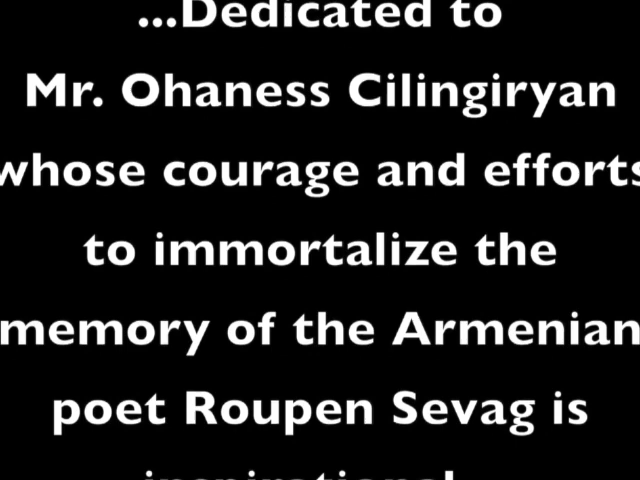 ...Dedicated to
Mr. Ohaness Cilingiryan
whose courage and efforts
to immortalize the
memory of the Armenian
poet Roupen Sevag is
inspirational